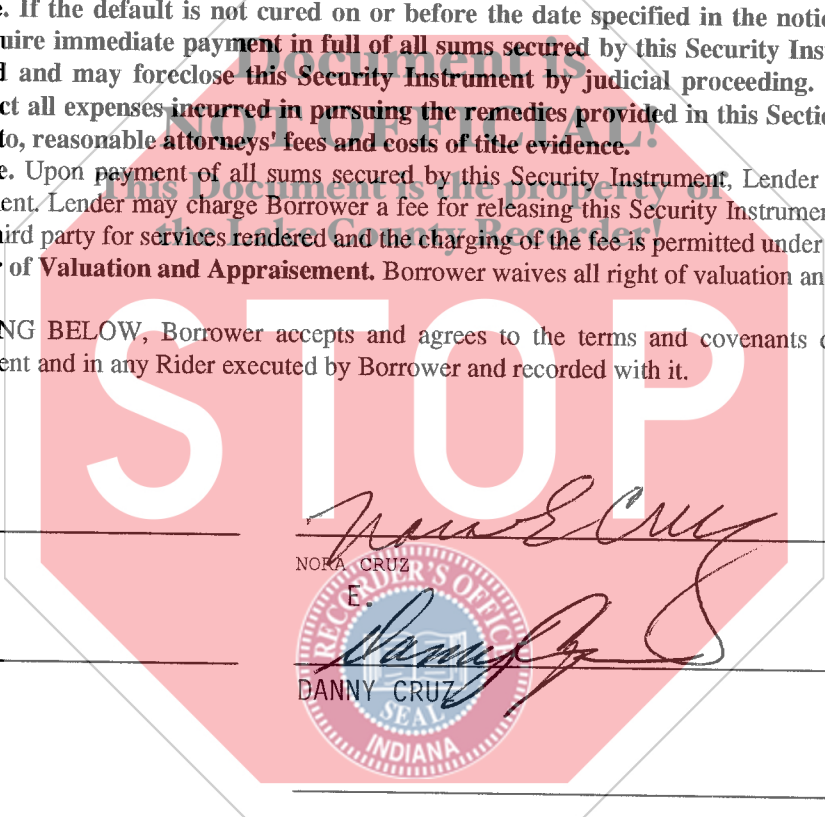 e. If the default is not cured on or before the date specified in the notic
uire immediate payment in full of all sums secured by this Security Ins
d and may foreclose this Security Instrument by judicial proceeding.
ct all expenses incurred in pursuing the remedies provided in this Sectio
to, reasonable attorneys' fees and costs of title evidence.
e. Upon payment of all sums secured by this Security Instrument, Lender
ent. Lender may charge Borrower a fee for releasing this Security Instrumen
ird party for services rendered and the charging of the fee is permitted under
of Valuation and Appraisement. Borrower waives all right of valuation an
Document is
NOT OFFICIAL!
This Document is the property of
the Lake County Recorder!
NG BELOW, Borrower accepts and agrees to the terms and covenants c
ent and in any Rider executed by Borrower and recorded with it.
STOP
Nora E Cruz
NORA CRUZ
E.
Danny Cruz
DANNY CRUZ
RECORDER'S OFFICE
SEAL
INDIANA